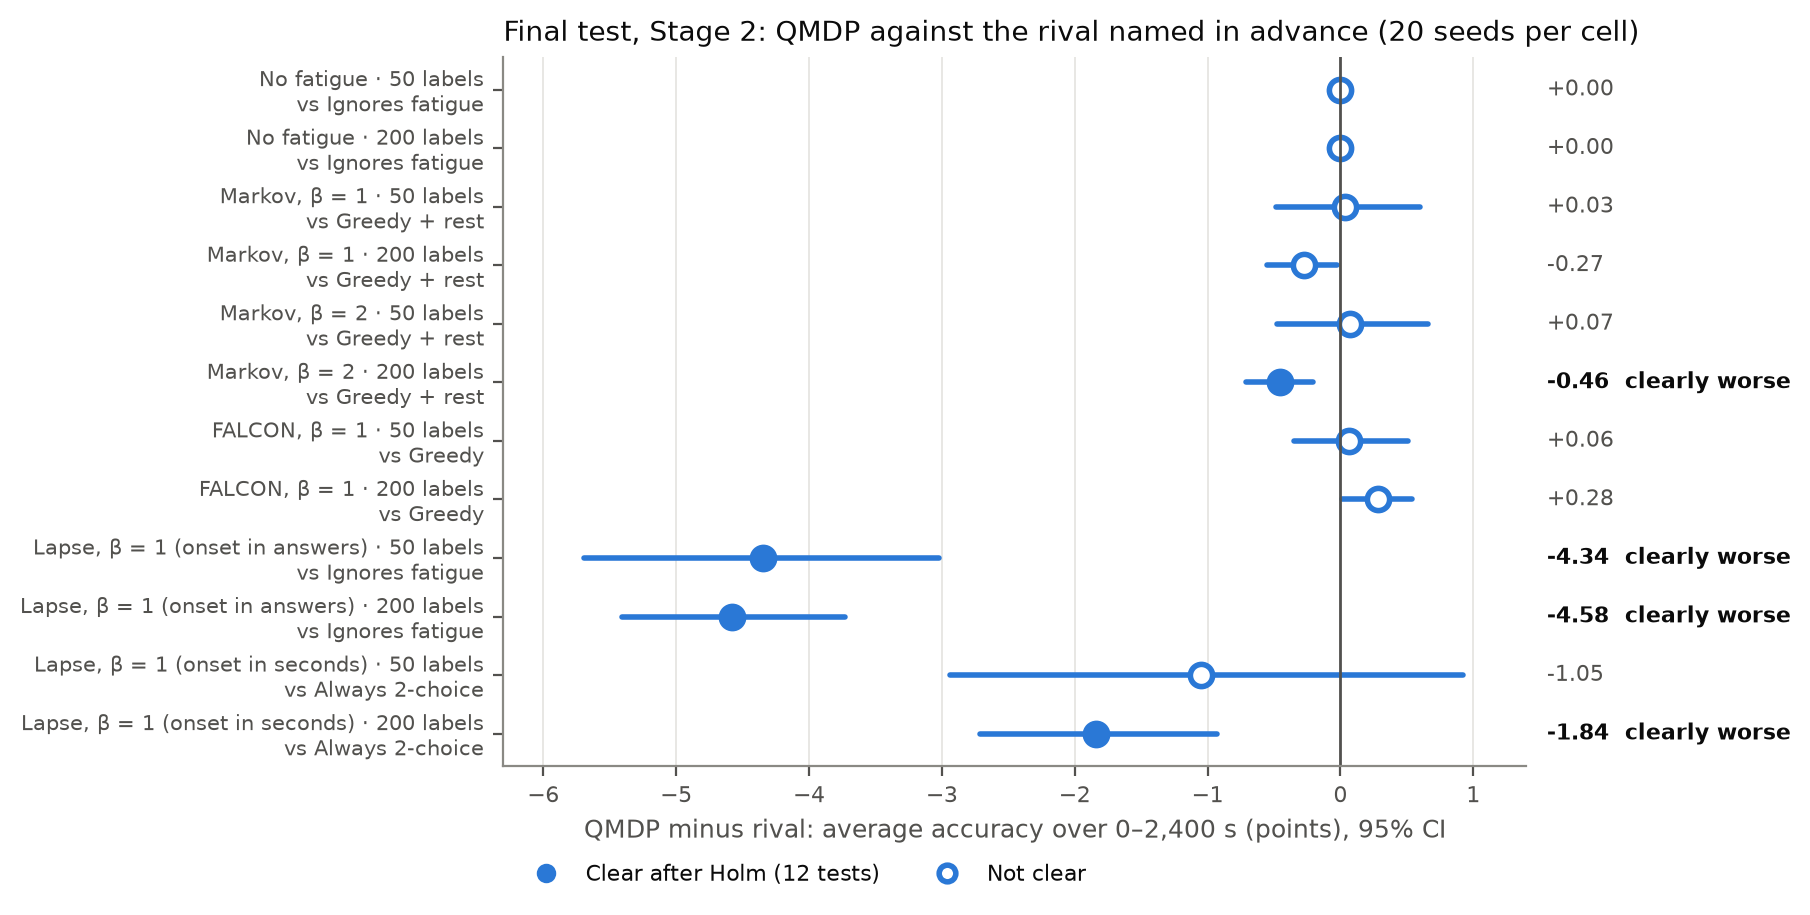 Final test, Stage 2: QMDP against the rival named in advance (20 seeds per cell)
No fatigue · 50 labels
vs Ignores fatigue
+0.00
No fatigue · 200 labels
vs Ignores fatigue
+0.00
Markov, β = 1 · 50 labels
vs Greedy + rest
+0.03
Markov, β = 1 · 200 labels
vs Greedy + rest
-0.27
Markov, β = 2 · 50 labels
vs Greedy + rest
+0.07
Markov, β = 2 · 200 labels
vs Greedy + rest
-0.46 clearly worse
FALCON, β = 1 · 50 labels
vs Greedy
+0.06
FALCON, β = 1 · 200 labels
vs Greedy
+0.28
Lapse, β = 1 (onset in answers) · 50 labels
vs Ignores fatigue
-4.34 clearly worse
Lapse, β = 1 (onset in answers) · 200 labels
vs Ignores fatigue
-4.58 clearly worse
Lapse, β = 1 (onset in seconds) · 50 labels
vs Always 2-choice
-1.05
Lapse, β = 1 (onset in seconds) · 200 labels
vs Always 2-choice
-1.84 clearly worse
−6 −5 −4 −3 −2 −1 0 1
QMDP minus rival: average accuracy over 0–2,400 s (points), 95% CI
Clear after Holm (12 tests) Not clear